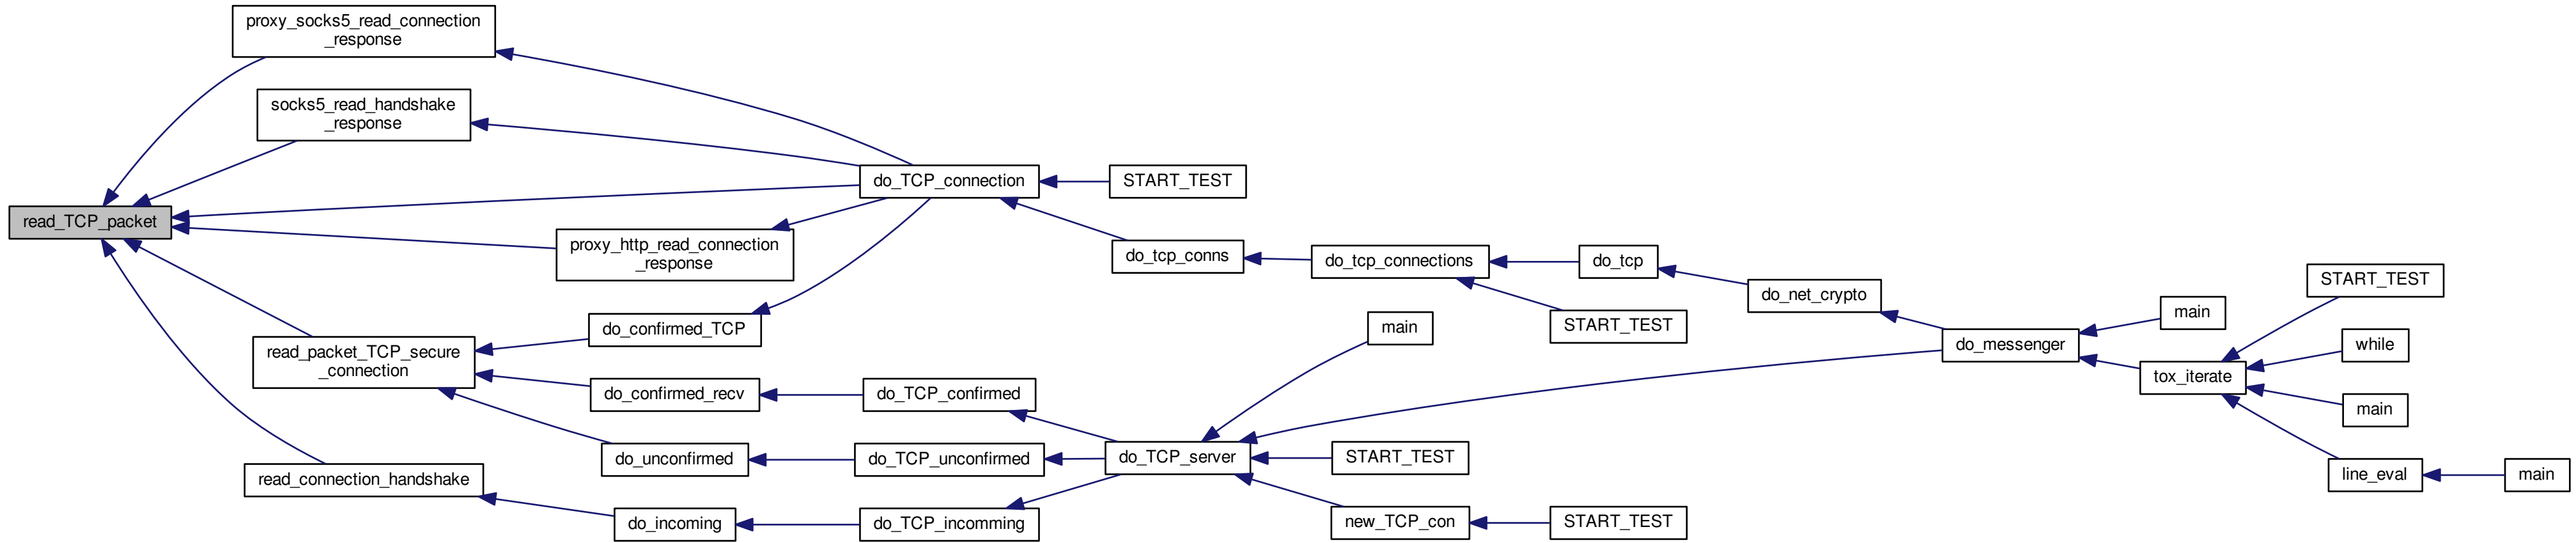 proxy_socks5_read_connection
_response
socks5_read_handshake
_response
read_TCP_packet
proxy_http_read_connection
_response
read_packet_TCP_secure
_connection
read_connection_handshake
do_confirmed_TCP
do_confirmed_recv
do_unconfirmed
do_incoming
do_TCP_connection
do_TCP_confirmed
do_TCP_unconfirmed
do_TCP_incomming
START_TEST
do_tcp_conns
do_TCP_server
do_tcp_connections
main
START_TEST
new_TCP_con
do_tcp
START_TEST
START_TEST
do_net_crypto
do_messenger
main
tox_iterate
START_TEST
while
main
line_eval
main